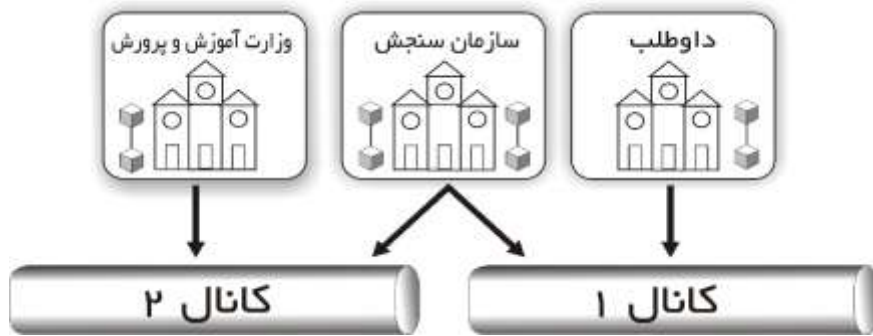 داوطلب
سازمان سنجش
وزارت آموزش و پرورش
کانال ۱
کانال ۲